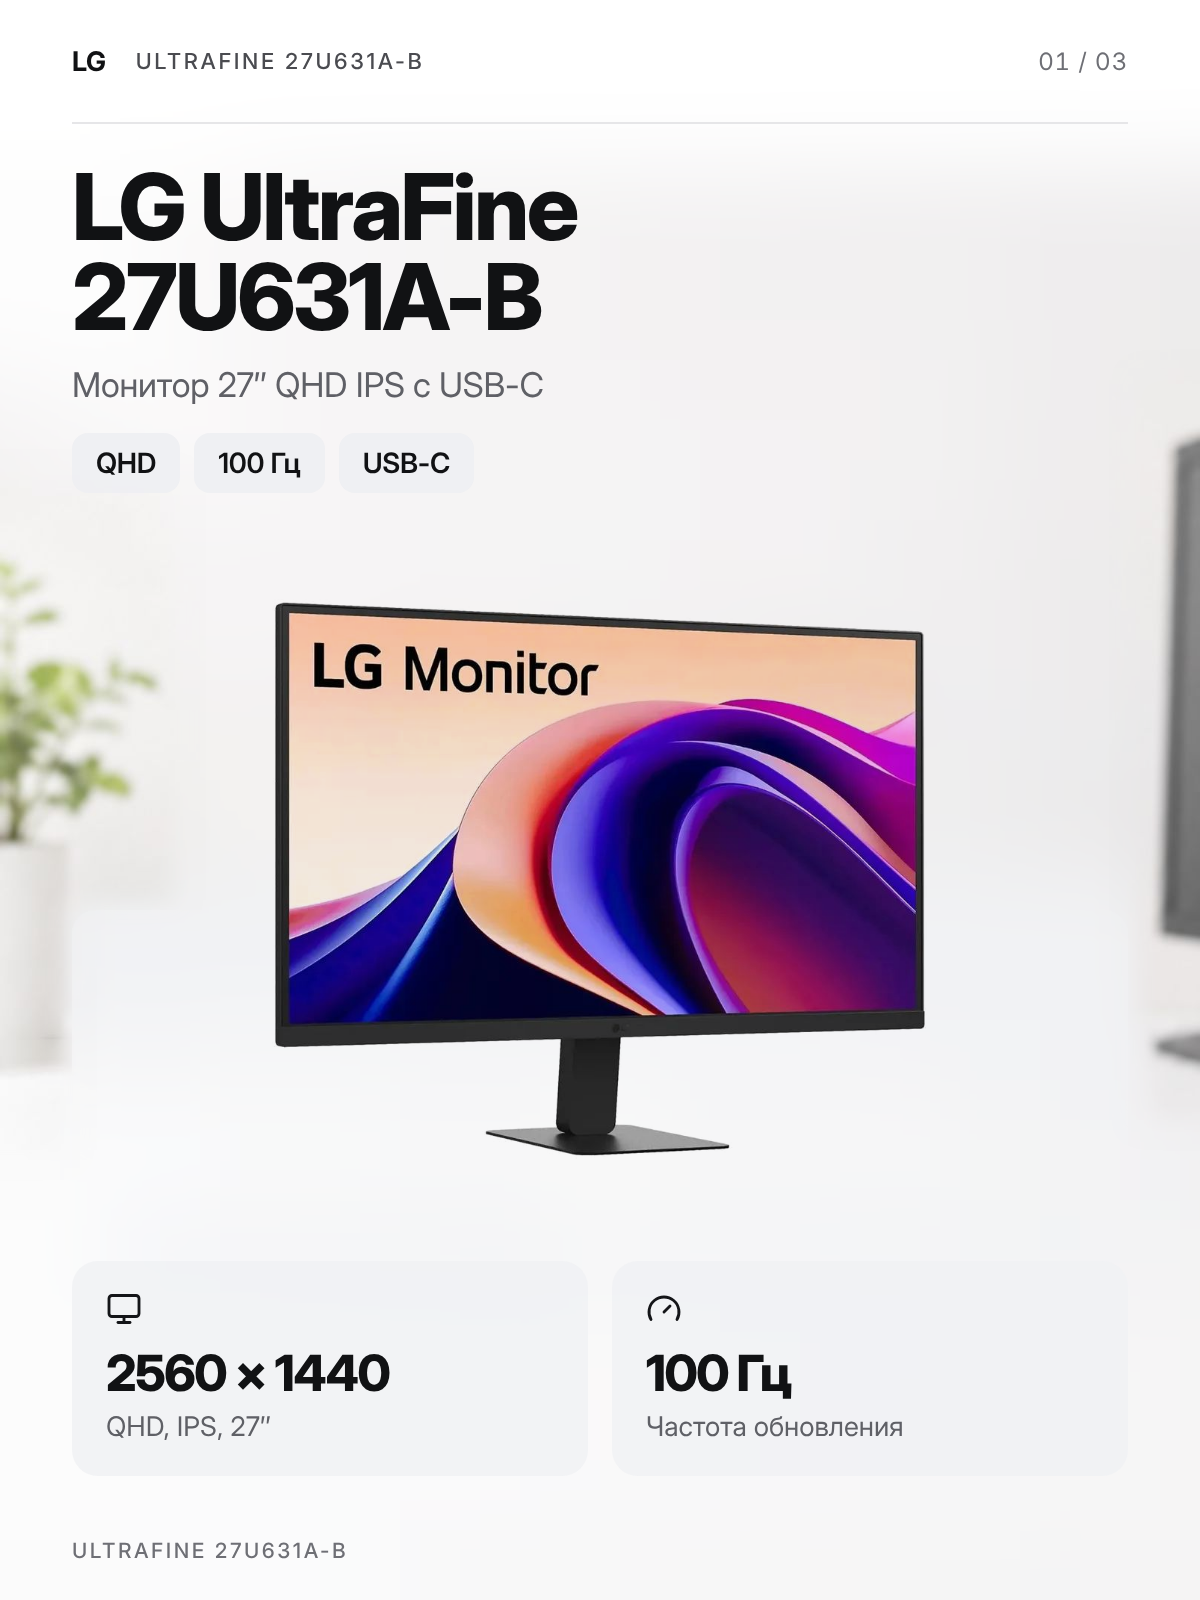 LG ULTRAFINE 27U631A-B 01 / 03
LG UltraFine
27U631A-B
Монитор 27″ QHD IPS с USB-C
QHD 100 Гц USB-C
LG Monitor
2560 × 1440
QHD, IPS, 27″
100 Гц
Частота обновления
ULTRAFINE 27U631A-B